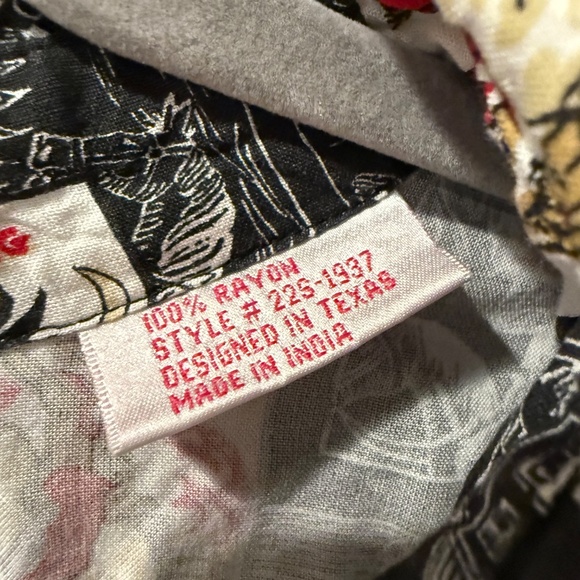 100% RAYON
STYLE # 225-1937
DESIGNED IN TEXAS
MADE IN INDIA